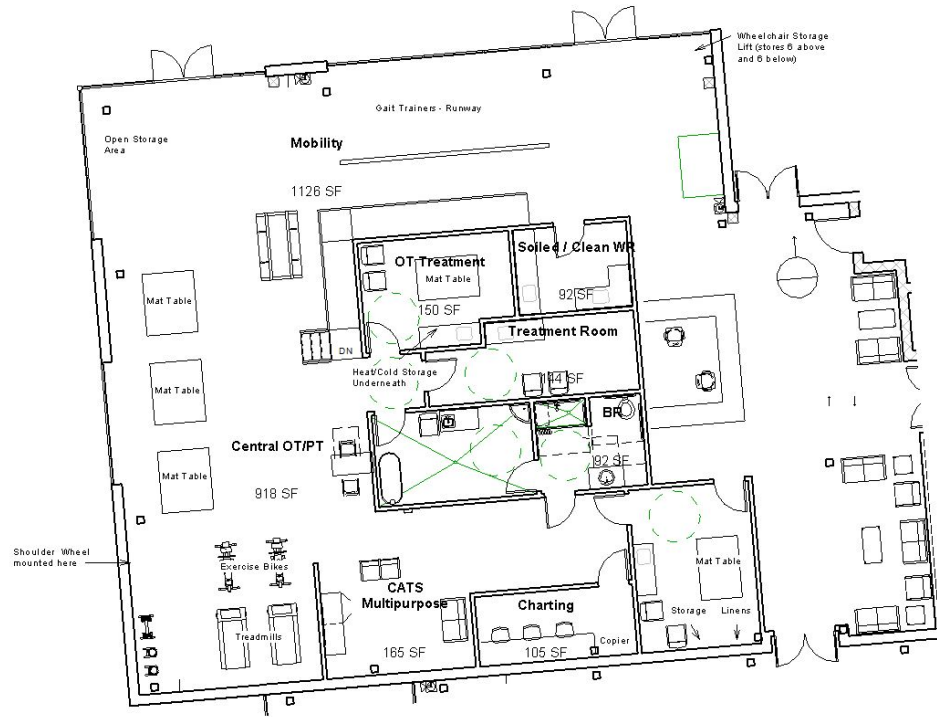 Wheelchair Storage
Lift (stores 6 above
and 6 below)
Gait Trainers - Runway
Open Storage
Area
Mobility
1126 SF
OT Treatment
Mat Table
150 SF
Soiled / Clean WR
92 SF
Mat Table
Treatment Room
144 SF
DN
Heat/Cold Storage
Underneath
Mat Table
BR
92 SF
Central OT/PT
Mat Table
918 SF
Shoulder Wheel
mounted here
Exercise Bikes
Treadmills
CATS
Multipurpose
165 SF
Charting
105 SF
Copier
Mat Table
Storage
Linens